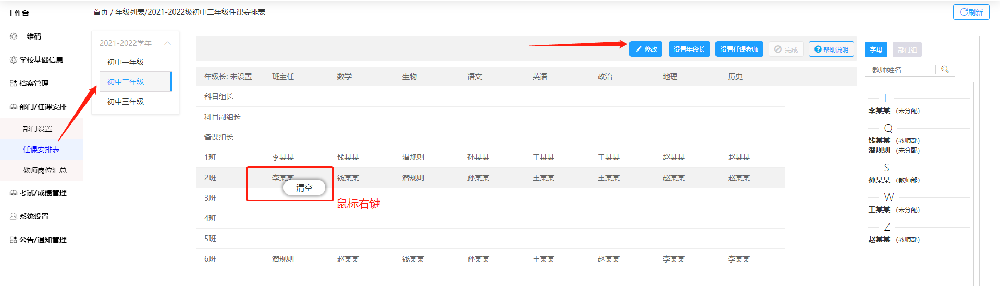 工作台
首页 / 年级列表/2021-2022级初中二年级任课安排表
刷新
二维码
学校基础信息
档案管理
部门/任课安排
部门设置
任课安排表
教师岗位汇总
考试/成绩管理
系统设置
公告/通知管理
2021-2022学年
初中一年级
初中二年级
初中三年级
修改 设置年段长 设置任课老师 完成 帮助说明
年级长: 未设置 班主任 数学 生物 语文 英语 政治 地理 历史
科目组长
科目副组长
备课组长
1班 李某某 钱某某 潜规则 孙某某 王某某 王某某 赵某某 赵某某
2班 李某某 钱某某 潜规则 孙某某 王某某 王某某 赵某某 赵某某
清空
鼠标右键
3班
4班
5班
6班 潜规则 赵某某 钱某某 孙某某 王某某 赵某某 李某某 李某某
字母 部门组
教师姓名
L
李某某 (未分配)
Q
钱某某 (教师部)
潜规则 (未分配)
S
孙某某 (教师部)
W
王某某 (未分配)
Z
赵某某 (教师部)